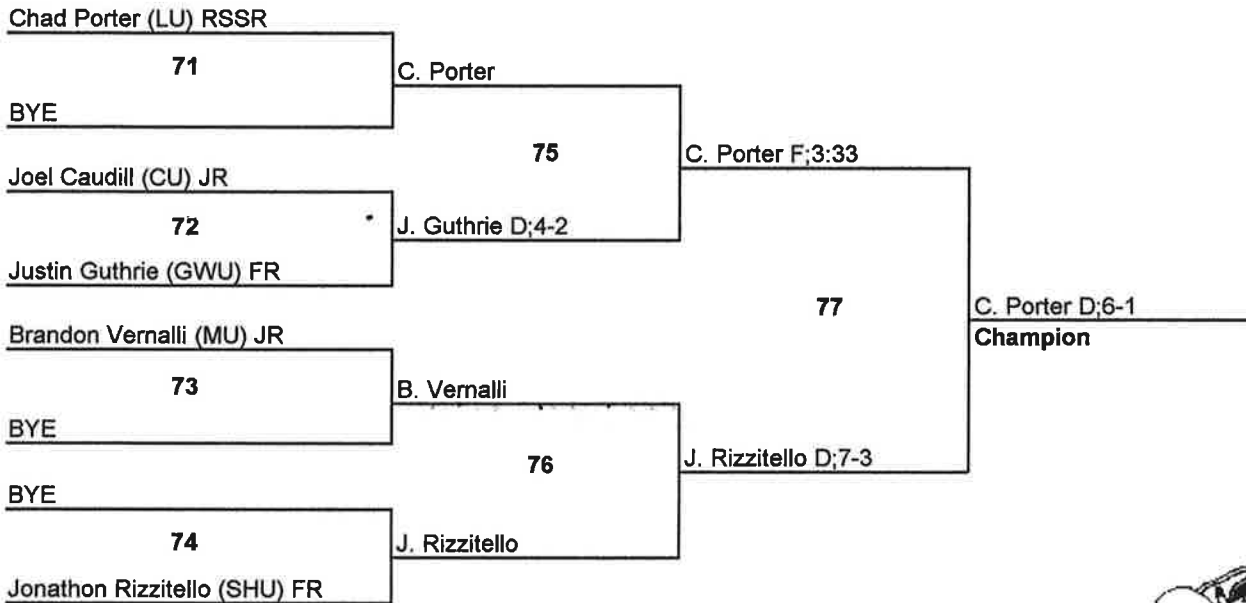 Chad Porter (LU) RSSR
71
C. Porter
BYE
75
C. Porter F;3:33
Joel Caudill (CU) JR
72
J. Guthrie D;4-2
Justin Guthrie (GWU) FR
77
C. Porter D;6-1
Champion
Brandon Vernalli (MU) JR
73
B. Vernalli
BYE
76
J. Rizzitello D;7-3
BYE
74
J. Rizzitello
Jonathon Rizzitello (SHU) FR